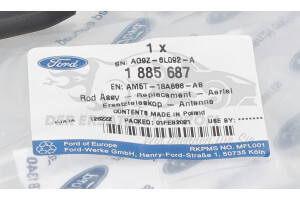 1 x
Ford
SN: AG9Z-6L092-A
1 885 687
EN: AM5T-18A886-AB
Rod Assy - Replacement - Aerial
Ersatzteleskop - Antenne
CONTENTS MADE IN Poland
PACKED: 01FEB2021 USE BY:
Ford of Europe
Ford-Werke GmbH, Henry-Ford-Straße 1, 50735 Köln
RKPMS No. MFL001